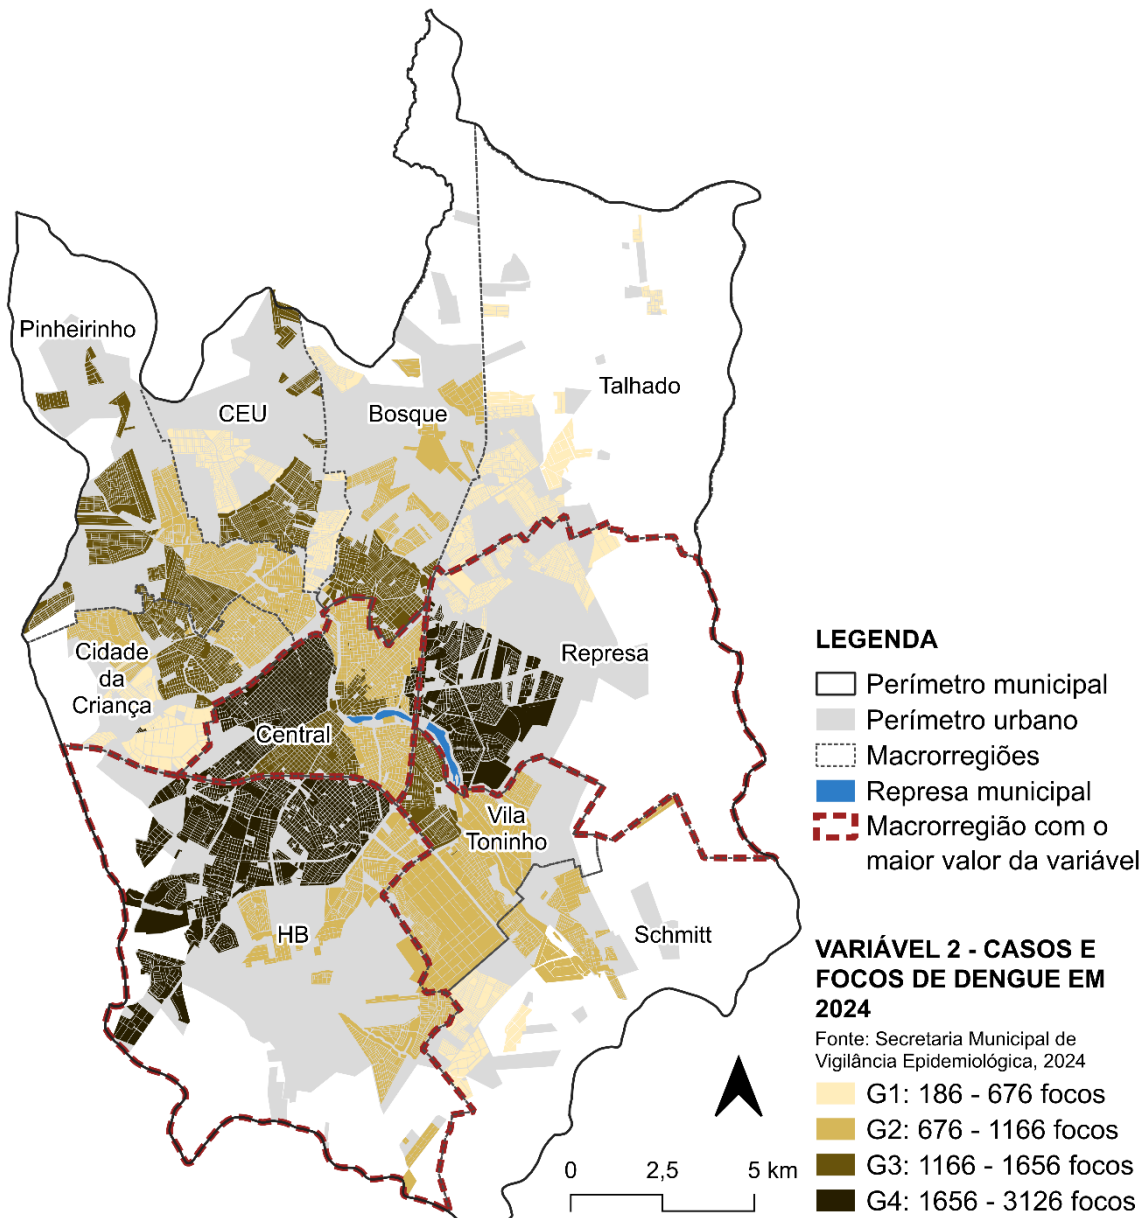 Pinheirinho
CEU
Bosque
Talhado
Cidade
da
Criança
Central
Represa
Vila
Toninho
HB
Schmitt
0 2,5 5 km
LEGENDA
Perímetro municipal
Perímetro urbano
Macrorregiões
Represa municipal
Macrorregião com o
maior valor da variável
VARIÁVEL 2 - CASOS E
FOCOS DE DENGUE EM
2024
Fonte: Secretaria Municipal de
Vigilância Epidemiológica, 2024
G1: 186 - 676 focos
G2: 676 - 1166 focos
G3: 1166 - 1656 focos
G4: 1656 - 3126 focos